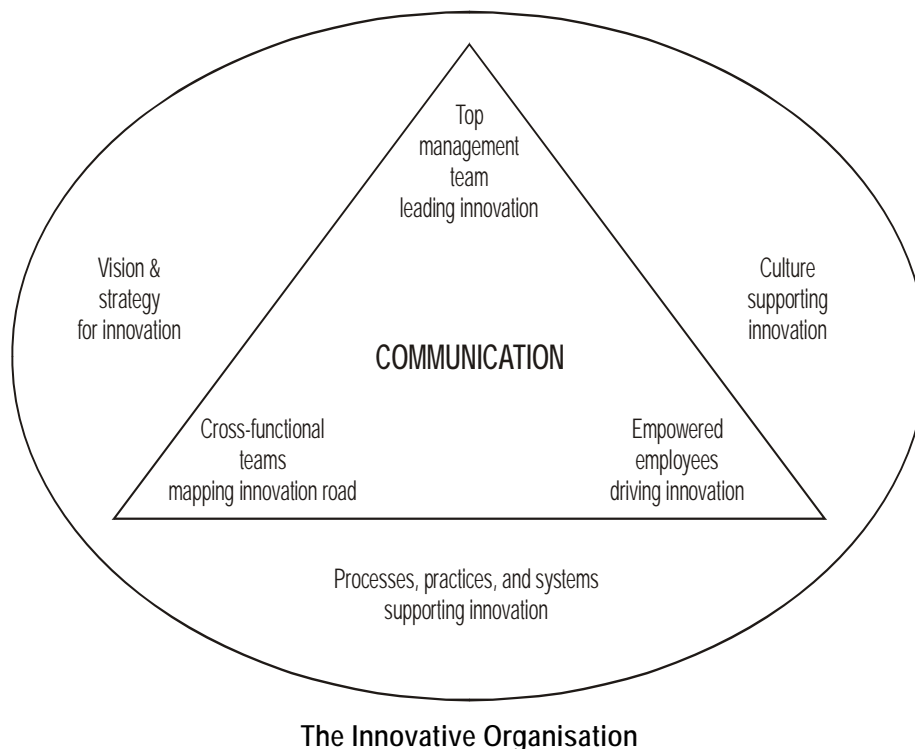 Top
management
team
leading innovation
Vision &
strategy
for innovation
Culture
supporting
innovation
COMMUNICATION
Cross-functional
teams
mapping innovation road
Empowered
employees
driving innovation
Processes, practices, and systems
supporting innovation
The Innovative Organisation